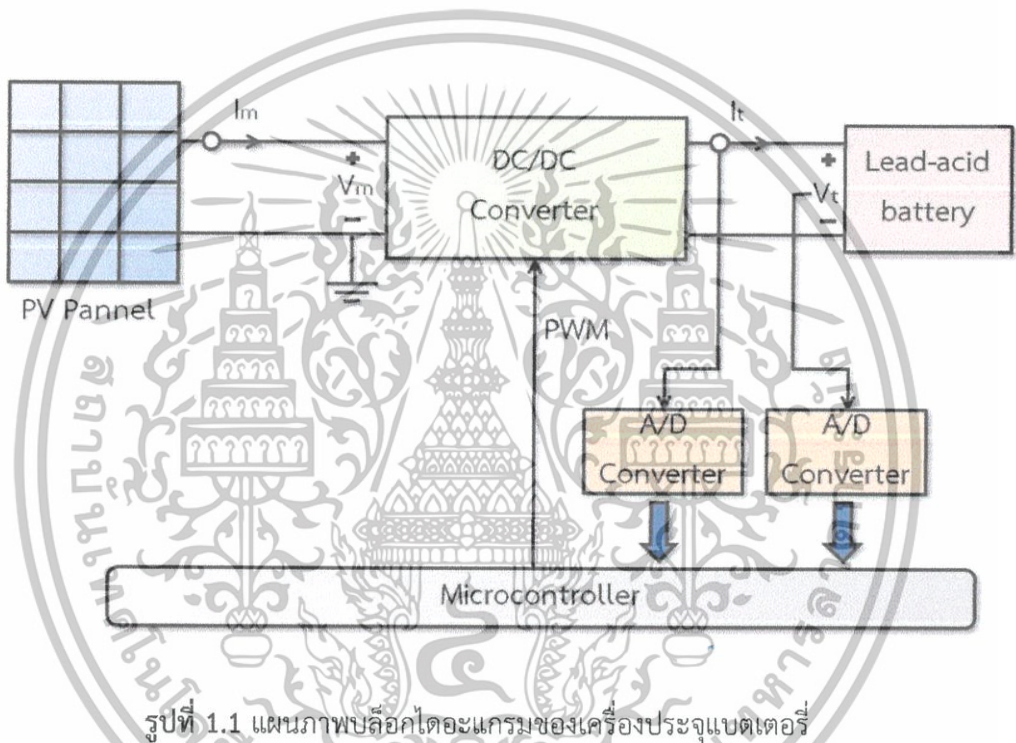 Im
It
DC/DC
Converter
+
Vm
−
+
Vt
−
Lead-acid
battery
PV Pannel
PWM
A/D
Converter
A/D
Converter
Microcontroller
รูปที่ 1.1 แผนภาพบล็อกไดอะแกรมของเครื่องประจุแบตเตอรี่